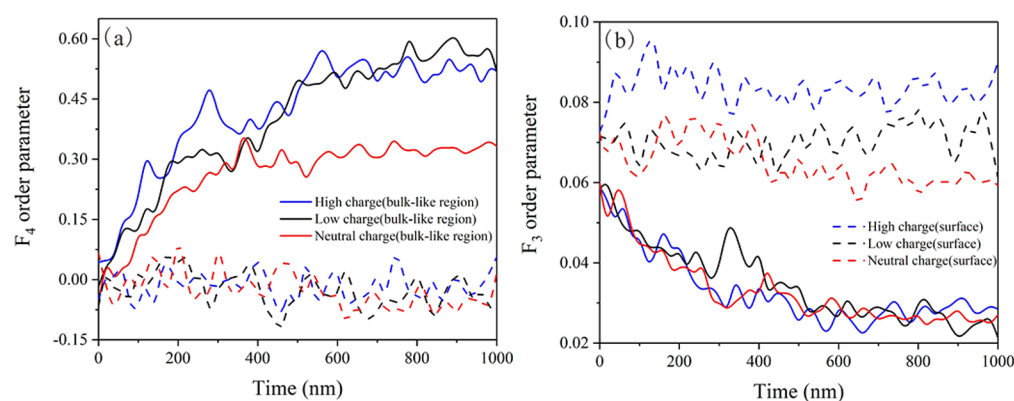 (a)
F4 order parameter
0.60
0.45
0.30
0.15
0.00
-0.15
High charge(bulk-like region)
Low charge(bulk-like region)
Neutral charge(bulk-like region)
0 200 400 600 800 1000
Time (nm)
(b)
F3 order parameter
0.10
0.08
0.06
0.04
0.02
High charge(surface)
Low charge(surface)
Neutral charge(surface)
0 200 400 600 800 1000
Time (nm)